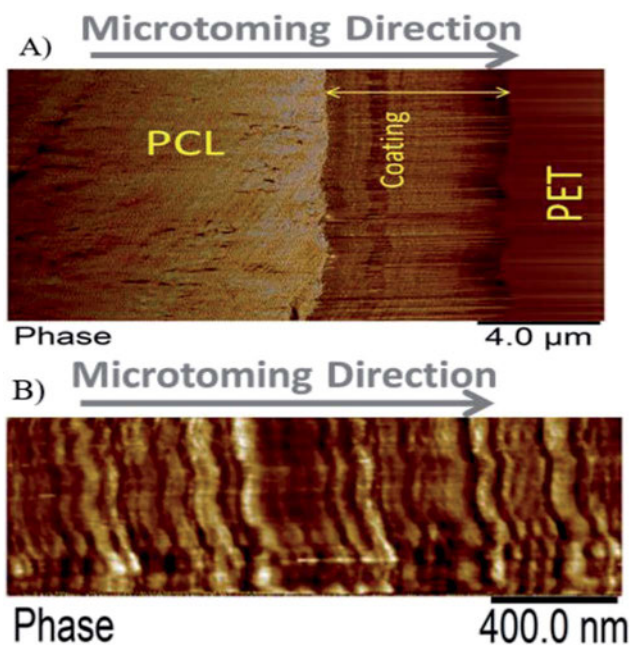 Microtoming Direction
A)
PCL
Coating
PET
Phase
4.0 µm
Microtoming Direction
B)
Phase
400.0 nm